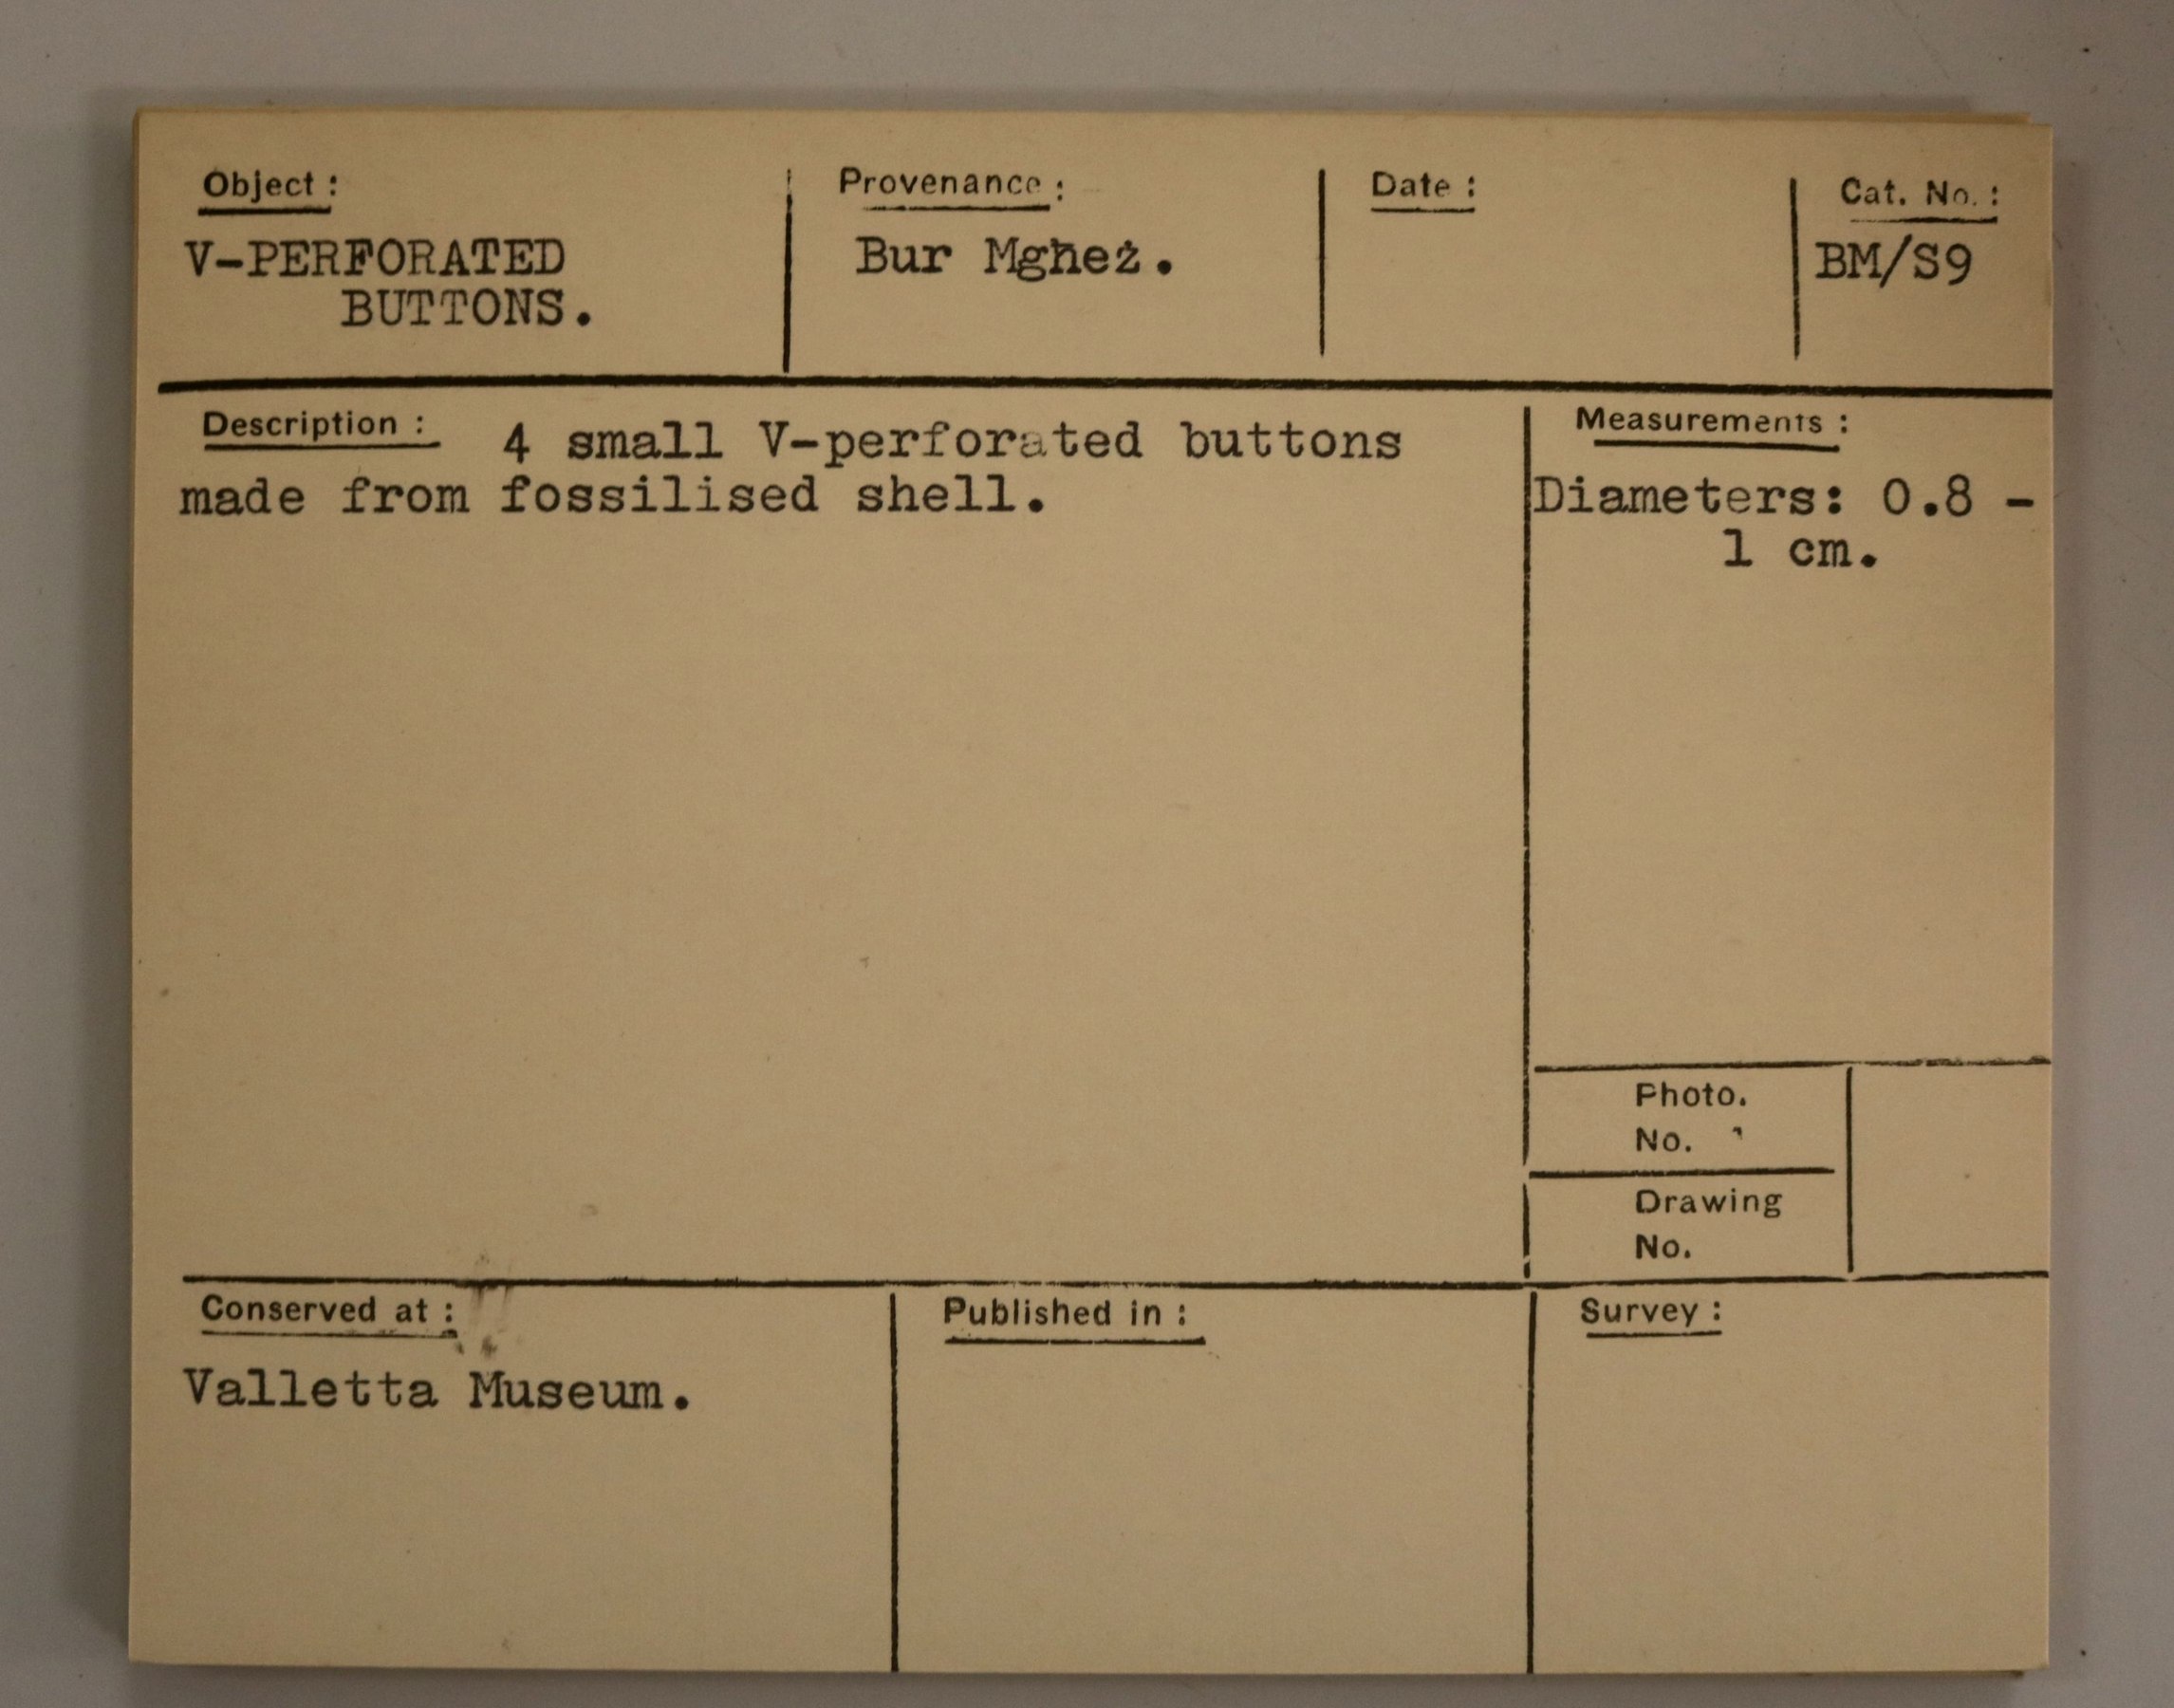 Object :
V-PERFORATED
BUTTONS.
Provenance :
Bur Mgħeż.
Date :
Cat. No. :
BM/S9
Description : 4 small V-perforated buttons
made from fossilised shell.
Measurements :
Diameters: 0.8 -
1 cm.
Photo.
No.
Drawing
No.
Conserved at :
Valletta Museum.
Published in :
Survey :